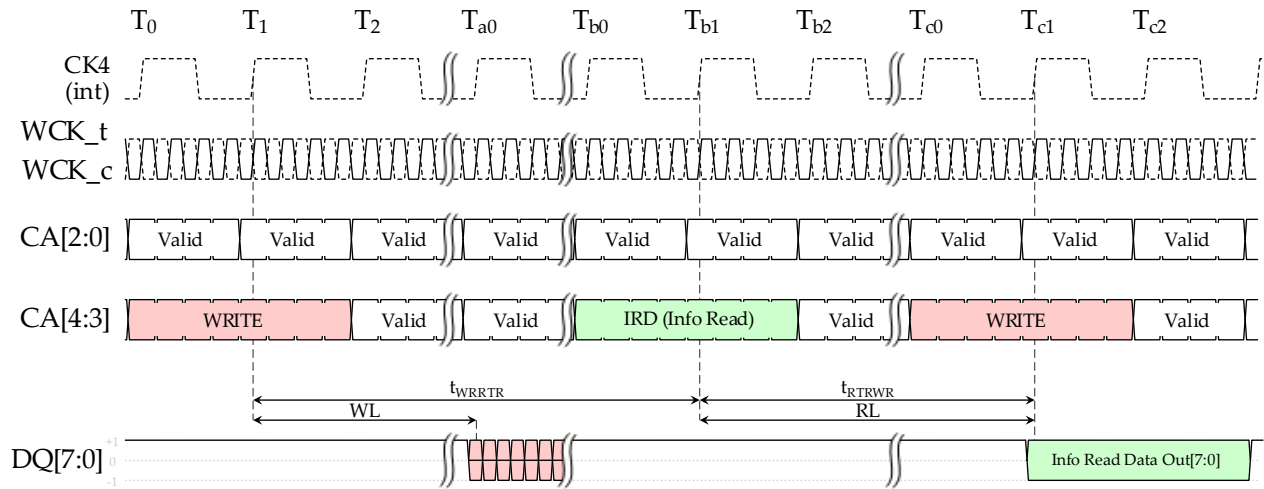 T0 T1 T2 Ta0 Tb0 Tb1 Tb2 Tc0 Tc1 Tc2
CK4
(int)
WCK_t
WCK_c
CA[2:0] Valid Valid Valid Valid Valid Valid Valid Valid Valid Valid
CA[4:3] WRITE Valid Valid IRD (Info Read) Valid WRITE Valid
tWRRTR tRTRWR
WL RL
+1
DQ[7:0] 0 Info Read Data Out[7:0]
-1